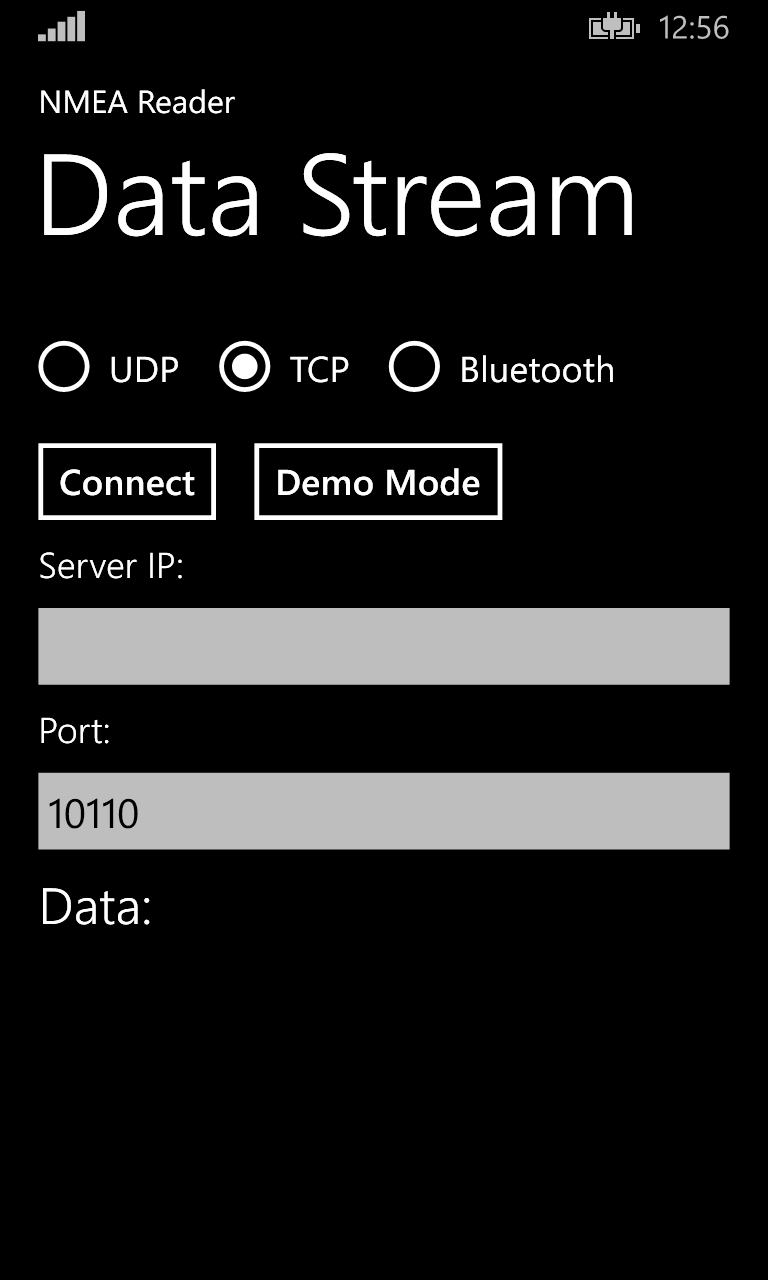 12:56
NMEA Reader
Data Stream
UDP TCP Bluetooth
Connect Demo Mode
Server IP:
Port:
10110
Data: